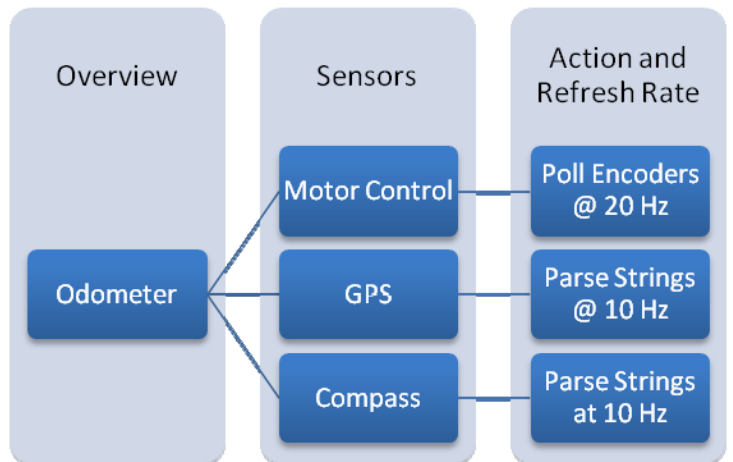 Overview
Sensors
Action and
Refresh Rate
Odometer
Motor Control
Poll Encoders
@ 20 Hz
GPS
Parse Strings
@ 10 Hz
Compass
Parse Strings
at 10 Hz